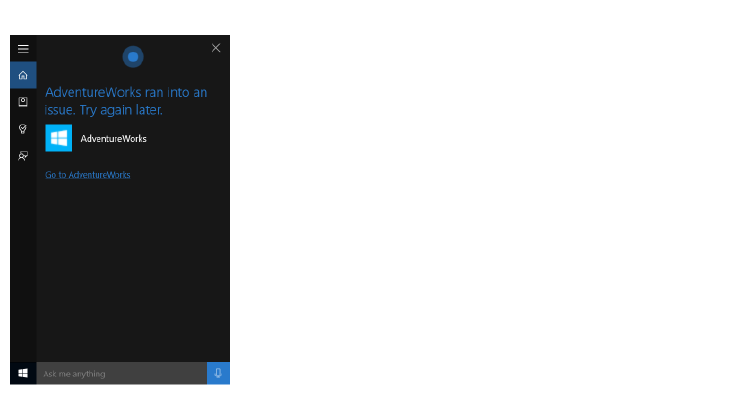 AdventureWorks ran into an
issue. Try again later.
AdventureWorks
Go to AdventureWorks
Ask me anything